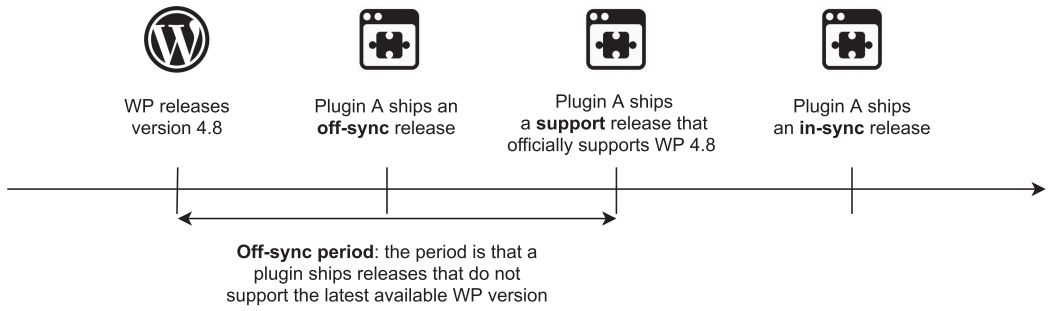 WP releases
version 4.8
Plugin A ships an
off-sync release
Plugin A ships
a support release that
officially supports WP 4.8
Plugin A ships
an in-sync release
Off-sync period: the period is that a
plugin ships releases that do not
support the latest available WP version